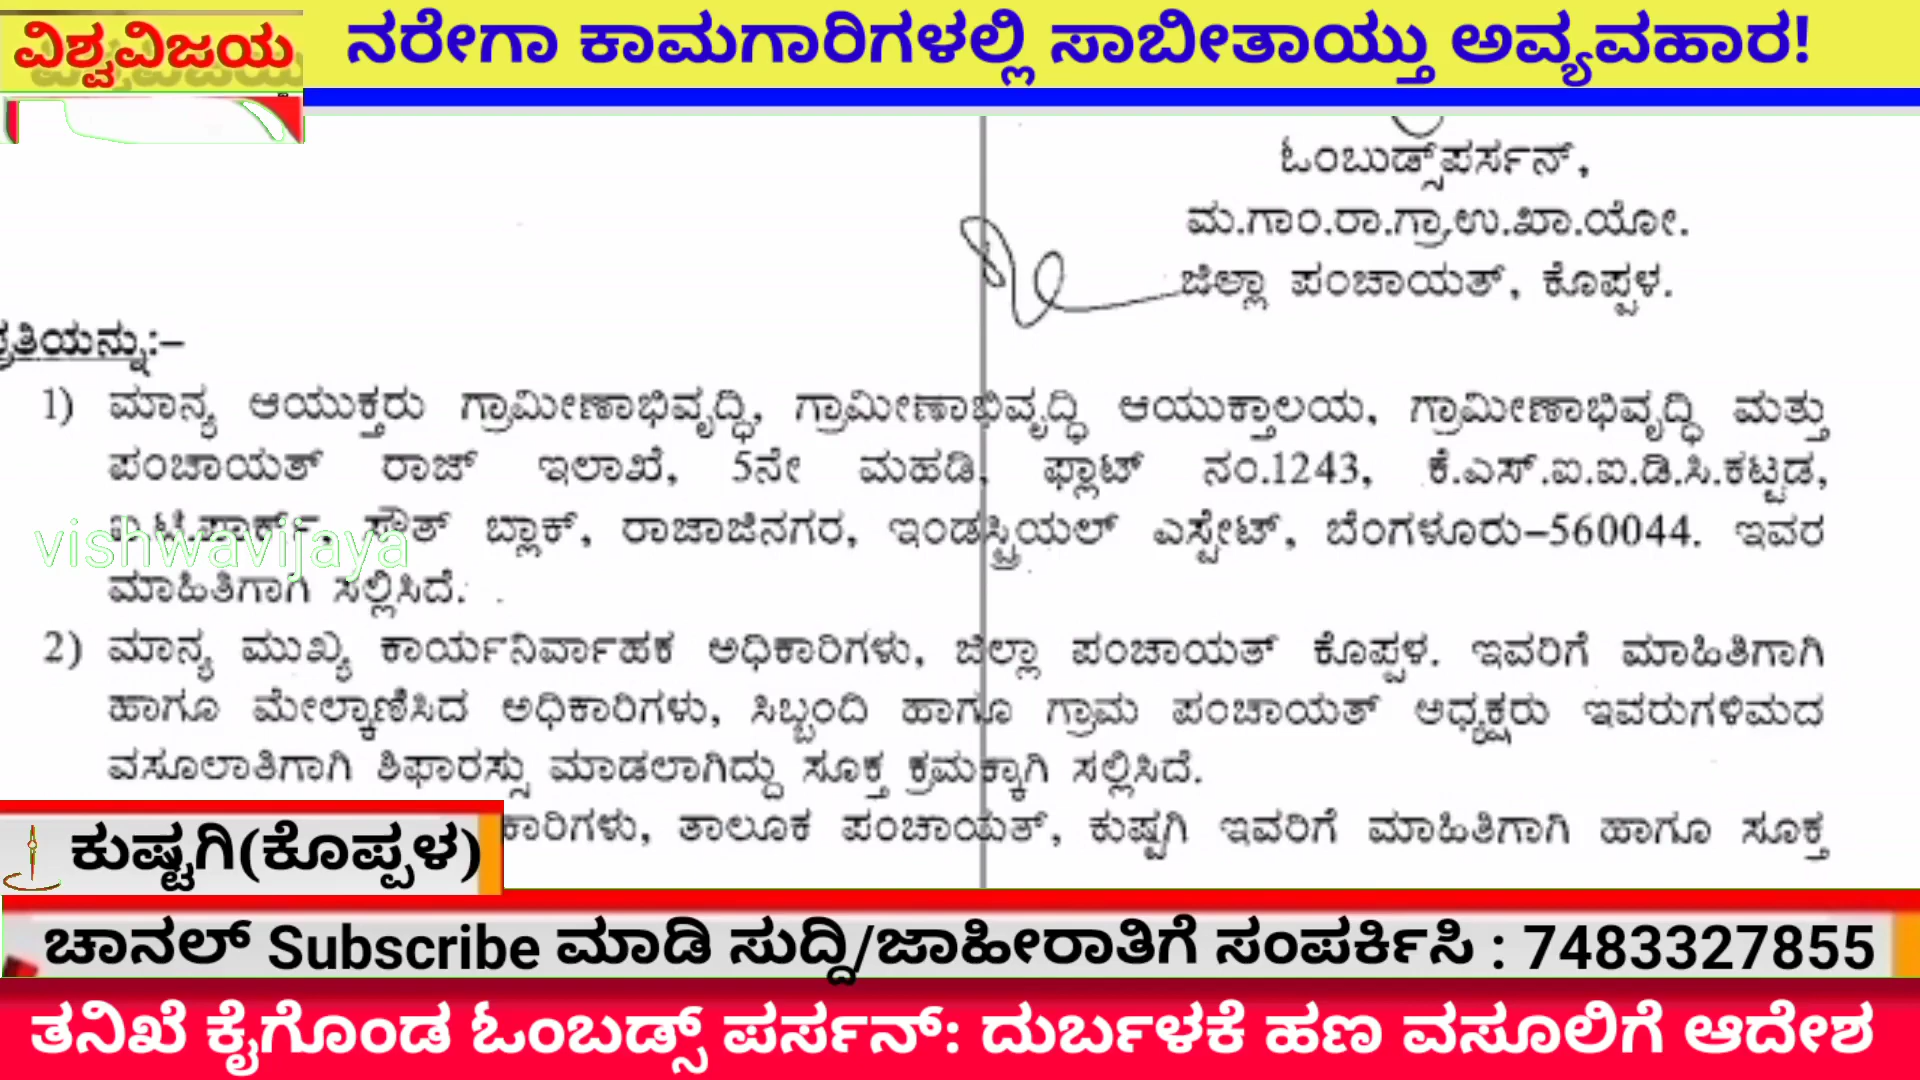 ವಿಶ್ವವಿಜಯ
ನರೇಗಾ ಕಾಮಗಾರಿಗಳಲ್ಲಿ ಸಾಬೀತಾಯ್ತು ಅವ್ಯವಹಾರ!
ಓಂಬುಡ್ಸ್‌ಪರ್ಸನ್,
ಮ.ಗಾಂ.ರಾ.ಗ್ರಾ.ಉ.ಖಾ.ಯೋ.
ಜಿಲ್ಲಾ ಪಂಚಾಯತ್, ಕೊಪ್ಪಳ.
ಪ್ರತಿಯನ್ನು:–
1) ಮಾನ್ಯ ಆಯುಕ್ತರು ಗ್ರಾಮೀಣಾಭಿವೃದ್ಧಿ, ಗ್ರಾಮೀಣಾಭಿವೃದ್ಧಿ ಆಯುಕ್ತಾಲಯ, ಗ್ರಾಮೀಣಾಭಿವೃದ್ಧಿ ಮತ್ತು
ಪಂಚಾಯತ್ ರಾಜ್ ಇಲಾಖೆ, 5ನೇ ಮಹಡಿ, ಫ್ಲಾಟ್ ನಂ.1243, ಕೆ.ಎಸ್.ಐ.ಐ.ಡಿ.ಸಿ.ಕಟ್ಟಡ,
ಐ.ಟಿ.ಪಾರ್ಕ್, ಸೌತ್ ಬ್ಲಾಕ್, ರಾಜಾಜಿನಗರ, ಇಂಡಸ್ಟ್ರಿಯಲ್ ಎಸ್ಟೇಟ್, ಬೆಂಗಳೂರು–560044. ಇವರ
vishwavijaya
ಮಾಹಿತಿಗಾಗಿ ಸಲ್ಲಿಸಿದೆ.
2) ಮಾನ್ಯ ಮುಖ್ಯ ಕಾರ್ಯನಿರ್ವಾಹಕ ಅಧಿಕಾರಿಗಳು, ಜಿಲ್ಲಾ ಪಂಚಾಯತ್ ಕೊಪ್ಪಳ. ಇವರಿಗೆ ಮಾಹಿತಿಗಾಗಿ
ಹಾಗೂ ಮೇಲ್ಕಾಣಿಸಿದ ಅಧಿಕಾರಿಗಳು, ಸಿಬ್ಬಂದಿ ಹಾಗೂ ಗ್ರಾಮ ಪಂಚಾಯತ್ ಅಧ್ಯಕ್ಷರು ಇವರುಗಳಿಮದ
ವಸೂಲಾತಿಗಾಗಿ ಶಿಫಾರಸ್ಸು ಮಾಡಲಾಗಿದ್ದು ಸೂಕ್ತ ಕ್ರಮಕ್ಕಾಗಿ ಸಲ್ಲಿಸಿದೆ.
ಕಾರಿಗಳು, ತಾಲೂಕ ಪಂಚಾಯತ್, ಕುಷ್ಟಗಿ ಇವರಿಗೆ ಮಾಹಿತಿಗಾಗಿ ಹಾಗೂ ಸೂಕ್ತ
ಕುಷ್ಟಗಿ(ಕೊಪ್ಪಳ)
ಚಾನಲ್ Subscribe ಮಾಡಿ ಸುದ್ದಿ/ಜಾಹೀರಾತಿಗೆ ಸಂಪರ್ಕಿಸಿ : 7483327855
ತನಿಖೆ ಕೈಗೊಂಡ ಓಂಬಡ್ಸ್ ಪರ್ಸನ್: ದುರ್ಬಳಕೆ ಹಣ ವಸೂಲಿಗೆ ಆದೇಶ